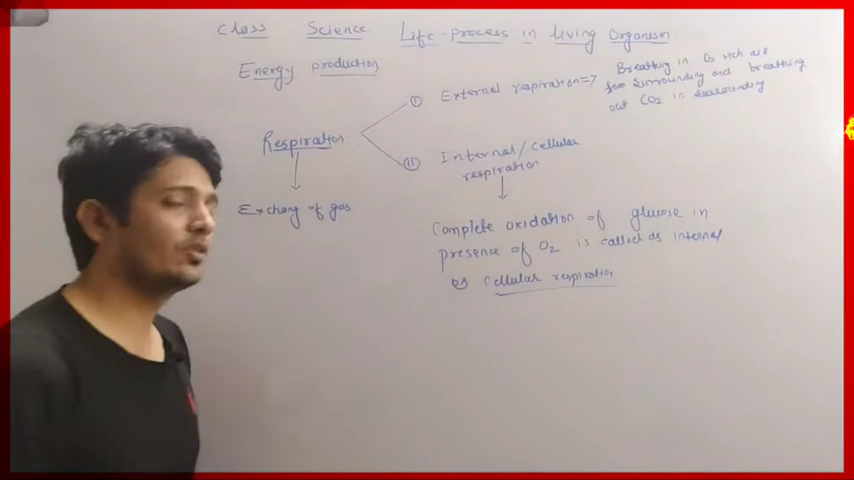 Class Science Life process in living Organism
Energy production
Respiration
Exchang of gas
(I) External respiration => Breathing in O2 rich air
from Surrounding and breathing
out CO2 in surrounding
(II) Internal/cellular
respiration
Complete oxidation of glucose in
presence of O2 is called as internal
or cellular respiration